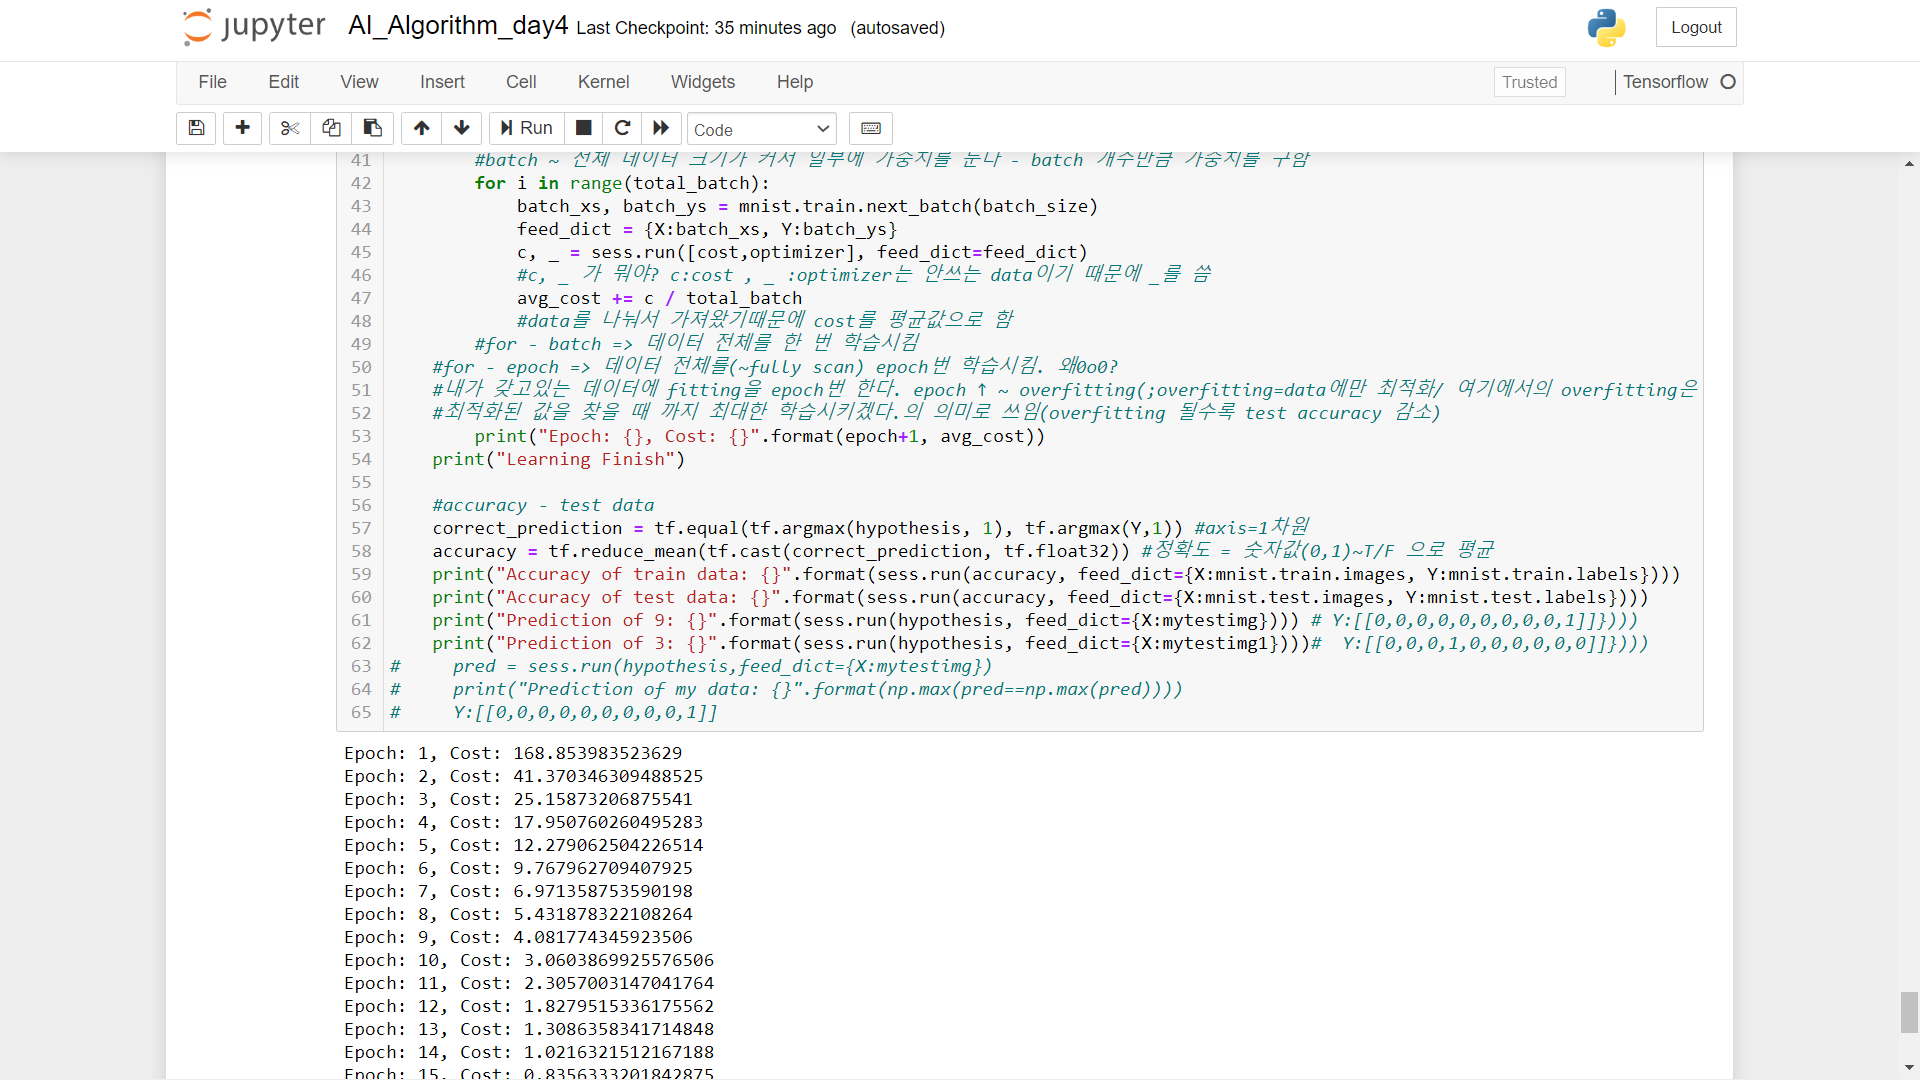 jupyter AI_Algorithm_day4 Last Checkpoint: 35 minutes ago (autosaved) Logout
File Edit View Insert Cell Kernel Widgets Help Trusted Tensorflow
Run Code
41 #batch ~ 전체 데이터 크기가 커서 일부에 가중치를 둔다 - batch 개수만큼 가중치를 구함
42 for i in range(total_batch):
43 batch_xs, batch_ys = mnist.train.next_batch(batch_size)
44 feed_dict = {X:batch_xs, Y:batch_ys}
45 c, _ = sess.run([cost,optimizer], feed_dict=feed_dict)
46 #c, _ 가 뭐야? c:cost , _ :optimizer는 안쓰는 data이기 때문에 _를 씀
47 avg_cost += c / total_batch
48 #data를 나눠서 가져왔기때문에 cost를 평균값으로 함
49 #for - batch => 데이터 전체를 한 번 학습시킴
50 #for - epoch => 데이터 전체를(~fully scan) epoch번 학습시킴. 왜0o0?
51 #내가 갖고있는 데이터에 fitting을 epoch번 한다. epoch ↑ ~ overfitting(;overfitting=data에만 최적화/ 여기에서의 overfitting은
52 #최적화된 값을 찾을 때 까지 최대한 학습시키겠다.의 의미로 쓰임(overfitting 될수록 test accuracy 감소)
53 print("Epoch: {}, Cost: {}".format(epoch+1, avg_cost))
54 print("Learning Finish")
55
56 #accuracy - test data
57 correct_prediction = tf.equal(tf.argmax(hypothesis, 1), tf.argmax(Y,1)) #axis=1차원
58 accuracy = tf.reduce_mean(tf.cast(correct_prediction, tf.float32)) #정확도 = 숫자값(0,1)~T/F 으로 평균
59 print("Accuracy of train data: {}".format(sess.run(accuracy, feed_dict={X:mnist.train.images, Y:mnist.train.labels})))
60 print("Accuracy of test data: {}".format(sess.run(accuracy, feed_dict={X:mnist.test.images, Y:mnist.test.labels})))
61 print("Prediction of 9: {}".format(sess.run(hypothesis, feed_dict={X:mytestimg}))) # Y:[[0,0,0,0,0,0,0,0,0,1]]})))
62 print("Prediction of 3: {}".format(sess.run(hypothesis, feed_dict={X:mytestimg1})))#  Y:[[0,0,0,1,0,0,0,0,0,0]]})))
63 # pred = sess.run(hypothesis,feed_dict={X:mytestimg})
64 # print("Prediction of my data: {}".format(np.max(pred==np.max(pred))))
65 # Y:[[0,0,0,0,0,0,0,0,0,1]]
Epoch: 1, Cost: 168.853983523629
Epoch: 2, Cost: 41.370346309488525
Epoch: 3, Cost: 25.15873206875541
Epoch: 4, Cost: 17.950760260495283
Epoch: 5, Cost: 12.279062504226514
Epoch: 6, Cost: 9.767962709407925
Epoch: 7, Cost: 6.971358753590198
Epoch: 8, Cost: 5.431878322108264
Epoch: 9, Cost: 4.081774345923506
Epoch: 10, Cost: 3.0603869925576506
Epoch: 11, Cost: 2.3057003147041764
Epoch: 12, Cost: 1.8279515336175562
Epoch: 13, Cost: 1.3086358341714848
Epoch: 14, Cost: 1.0216321512167188
Epoch: 15, Cost: 0.8356333201842875